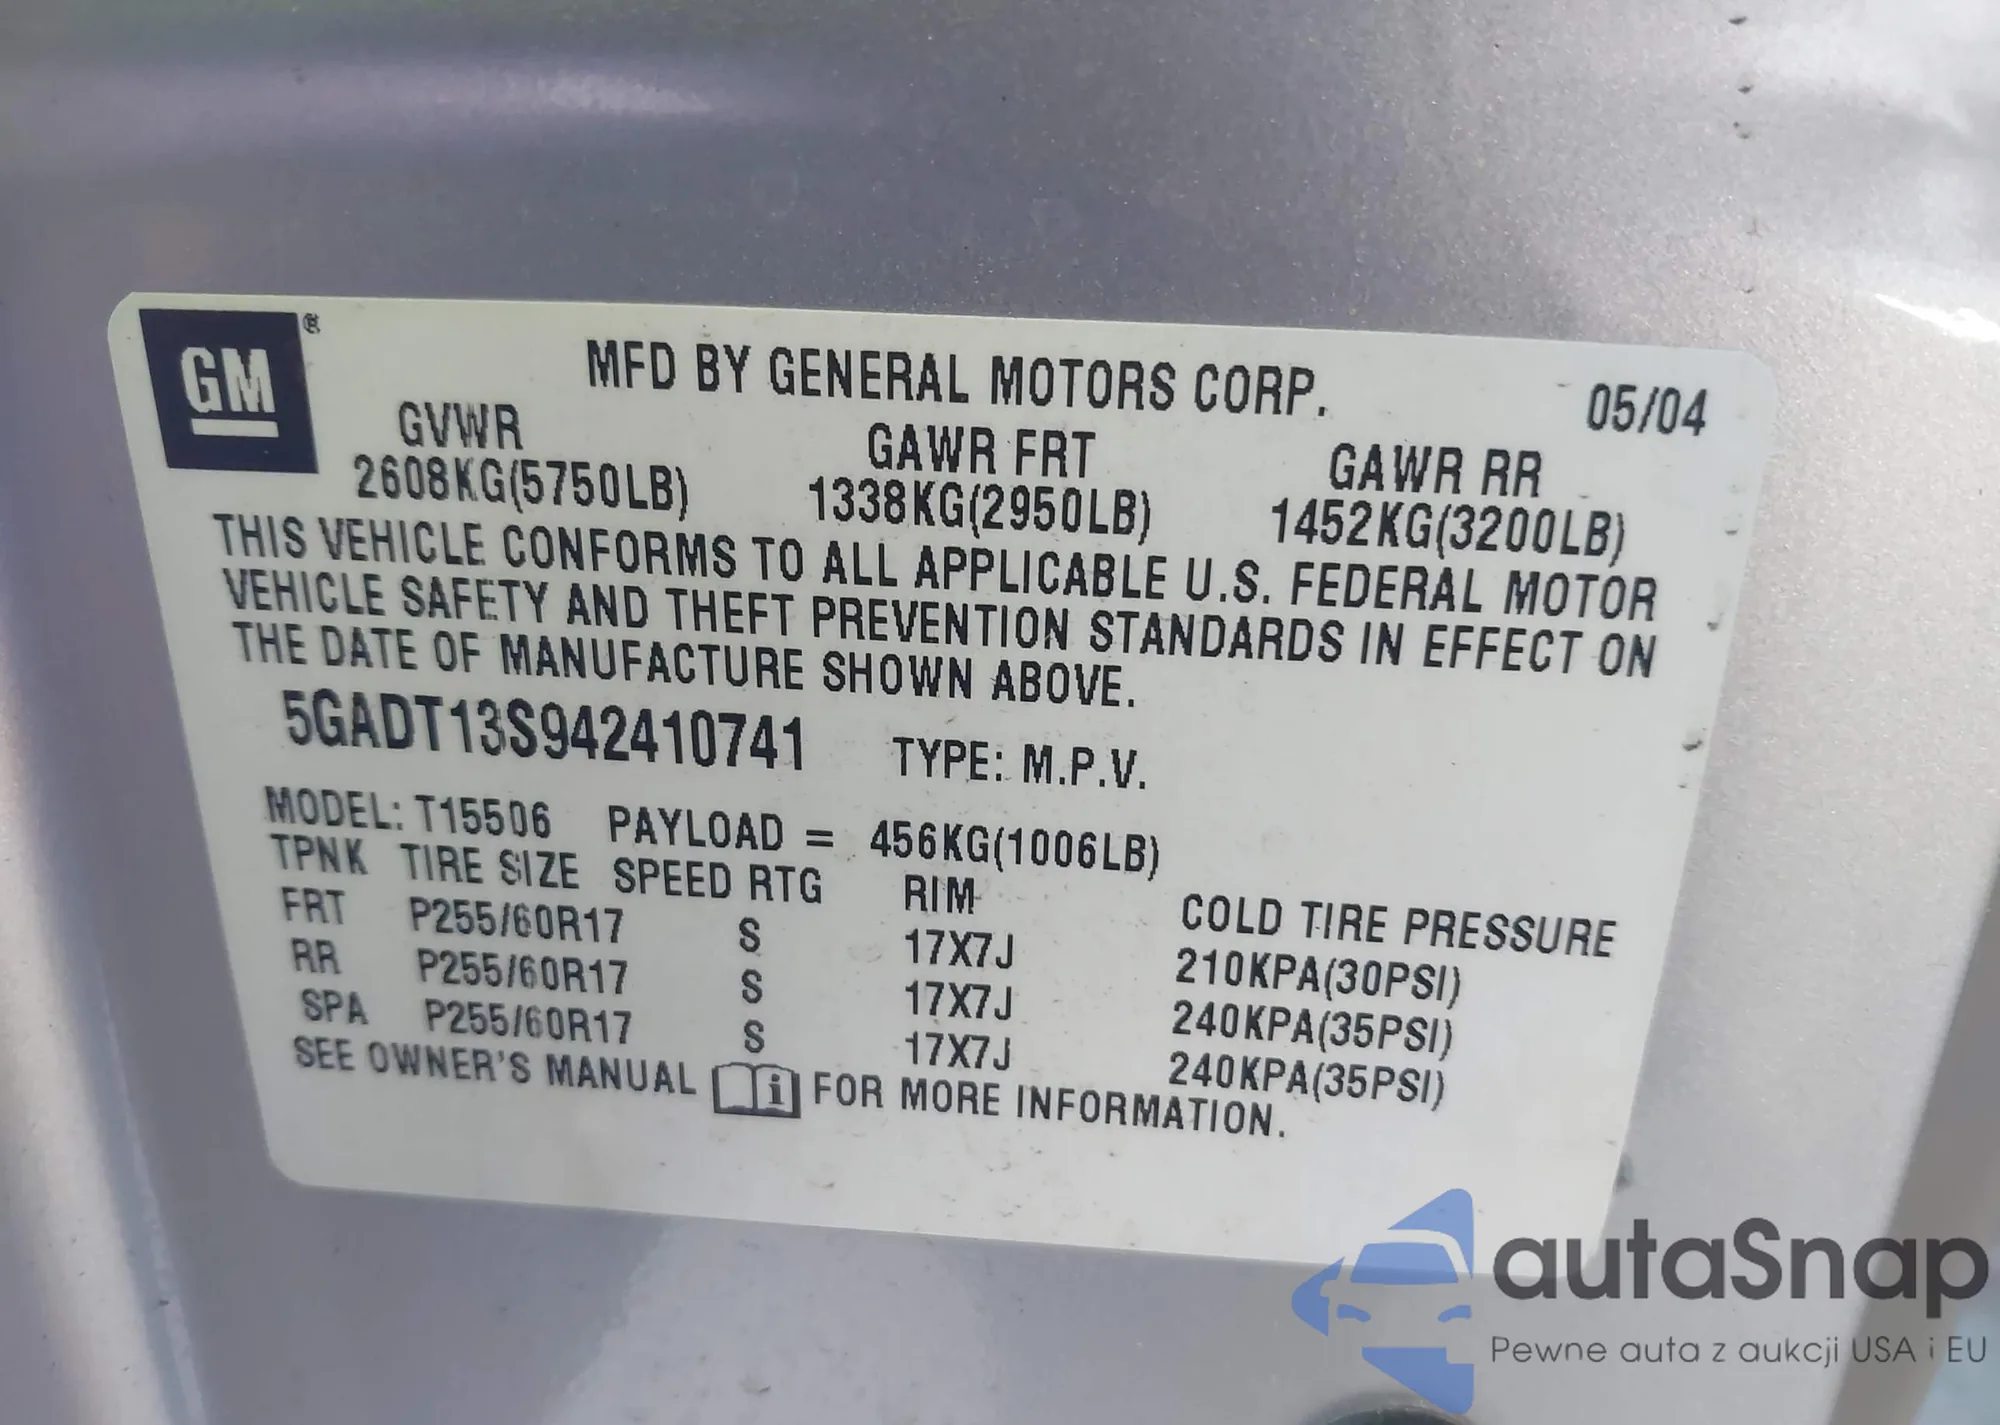 GM®
MFD BY GENERAL MOTORS CORP. 05/04
GVWR GAWR FRT GAWR RR
2608KG(5750LB) 1338KG(2950LB) 1452KG(3200LB)
THIS VEHICLE CONFORMS TO ALL APPLICABLE U.S. FEDERAL MOTOR
VEHICLE SAFETY AND THEFT PREVENTION STANDARDS IN EFFECT ON
THE DATE OF MANUFACTURE SHOWN ABOVE.
5GADT13S942410741 TYPE: M.P.V.
MODEL: T15506 PAYLOAD = 456KG(1006LB)
TPNK TIRE SIZE SPEED RTG RIM COLD TIRE PRESSURE
FRT P255/60R17 S 17X7J 210KPA(30PSI)
RR P255/60R17 S 17X7J 240KPA(35PSI)
SPA P255/60R17 S 17X7J 240KPA(35PSI)
SEE OWNER'S MANUAL i FOR MORE INFORMATION.
autaSnap
Pewne auta z aukcji USA i EU